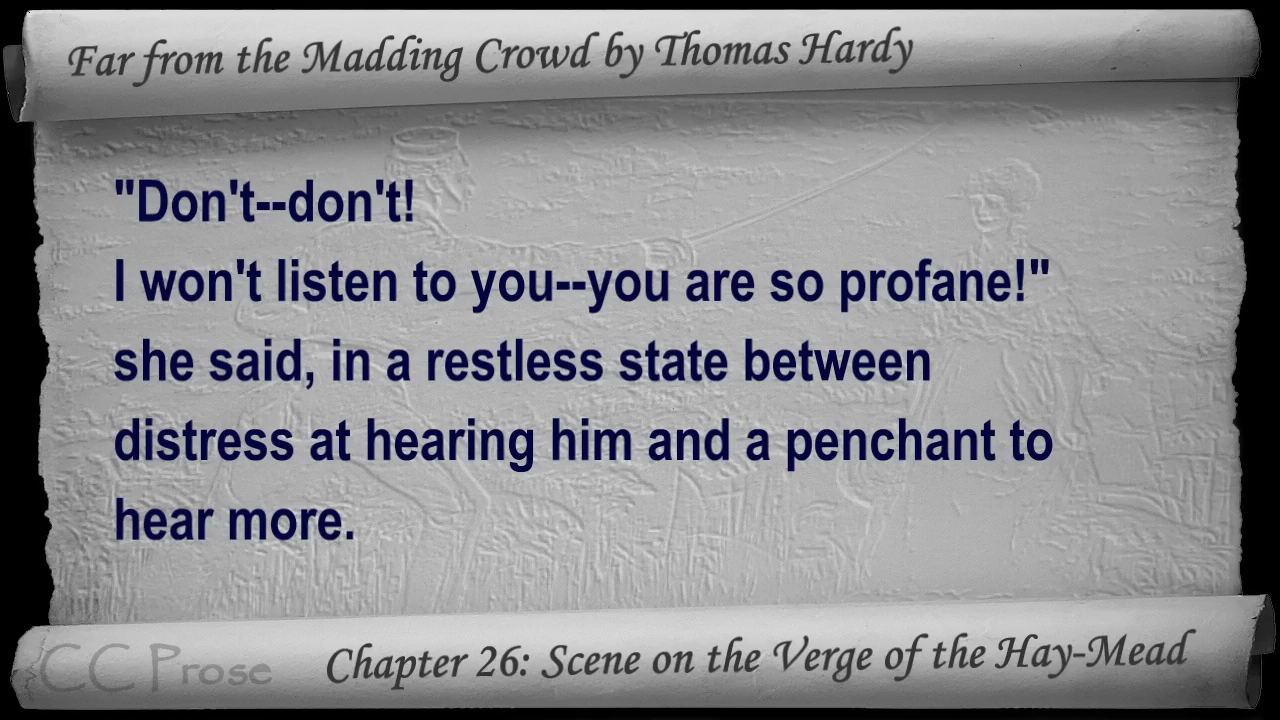 Far from the Madding Crowd by Thomas Hardy
"Don't--don't!
I won't listen to you--you are so profane!"
she said, in a restless state between
distress at hearing him and a penchant to
hear more.
CC Prose
Chapter 26: Scene on the Verge of the Hay-Mead